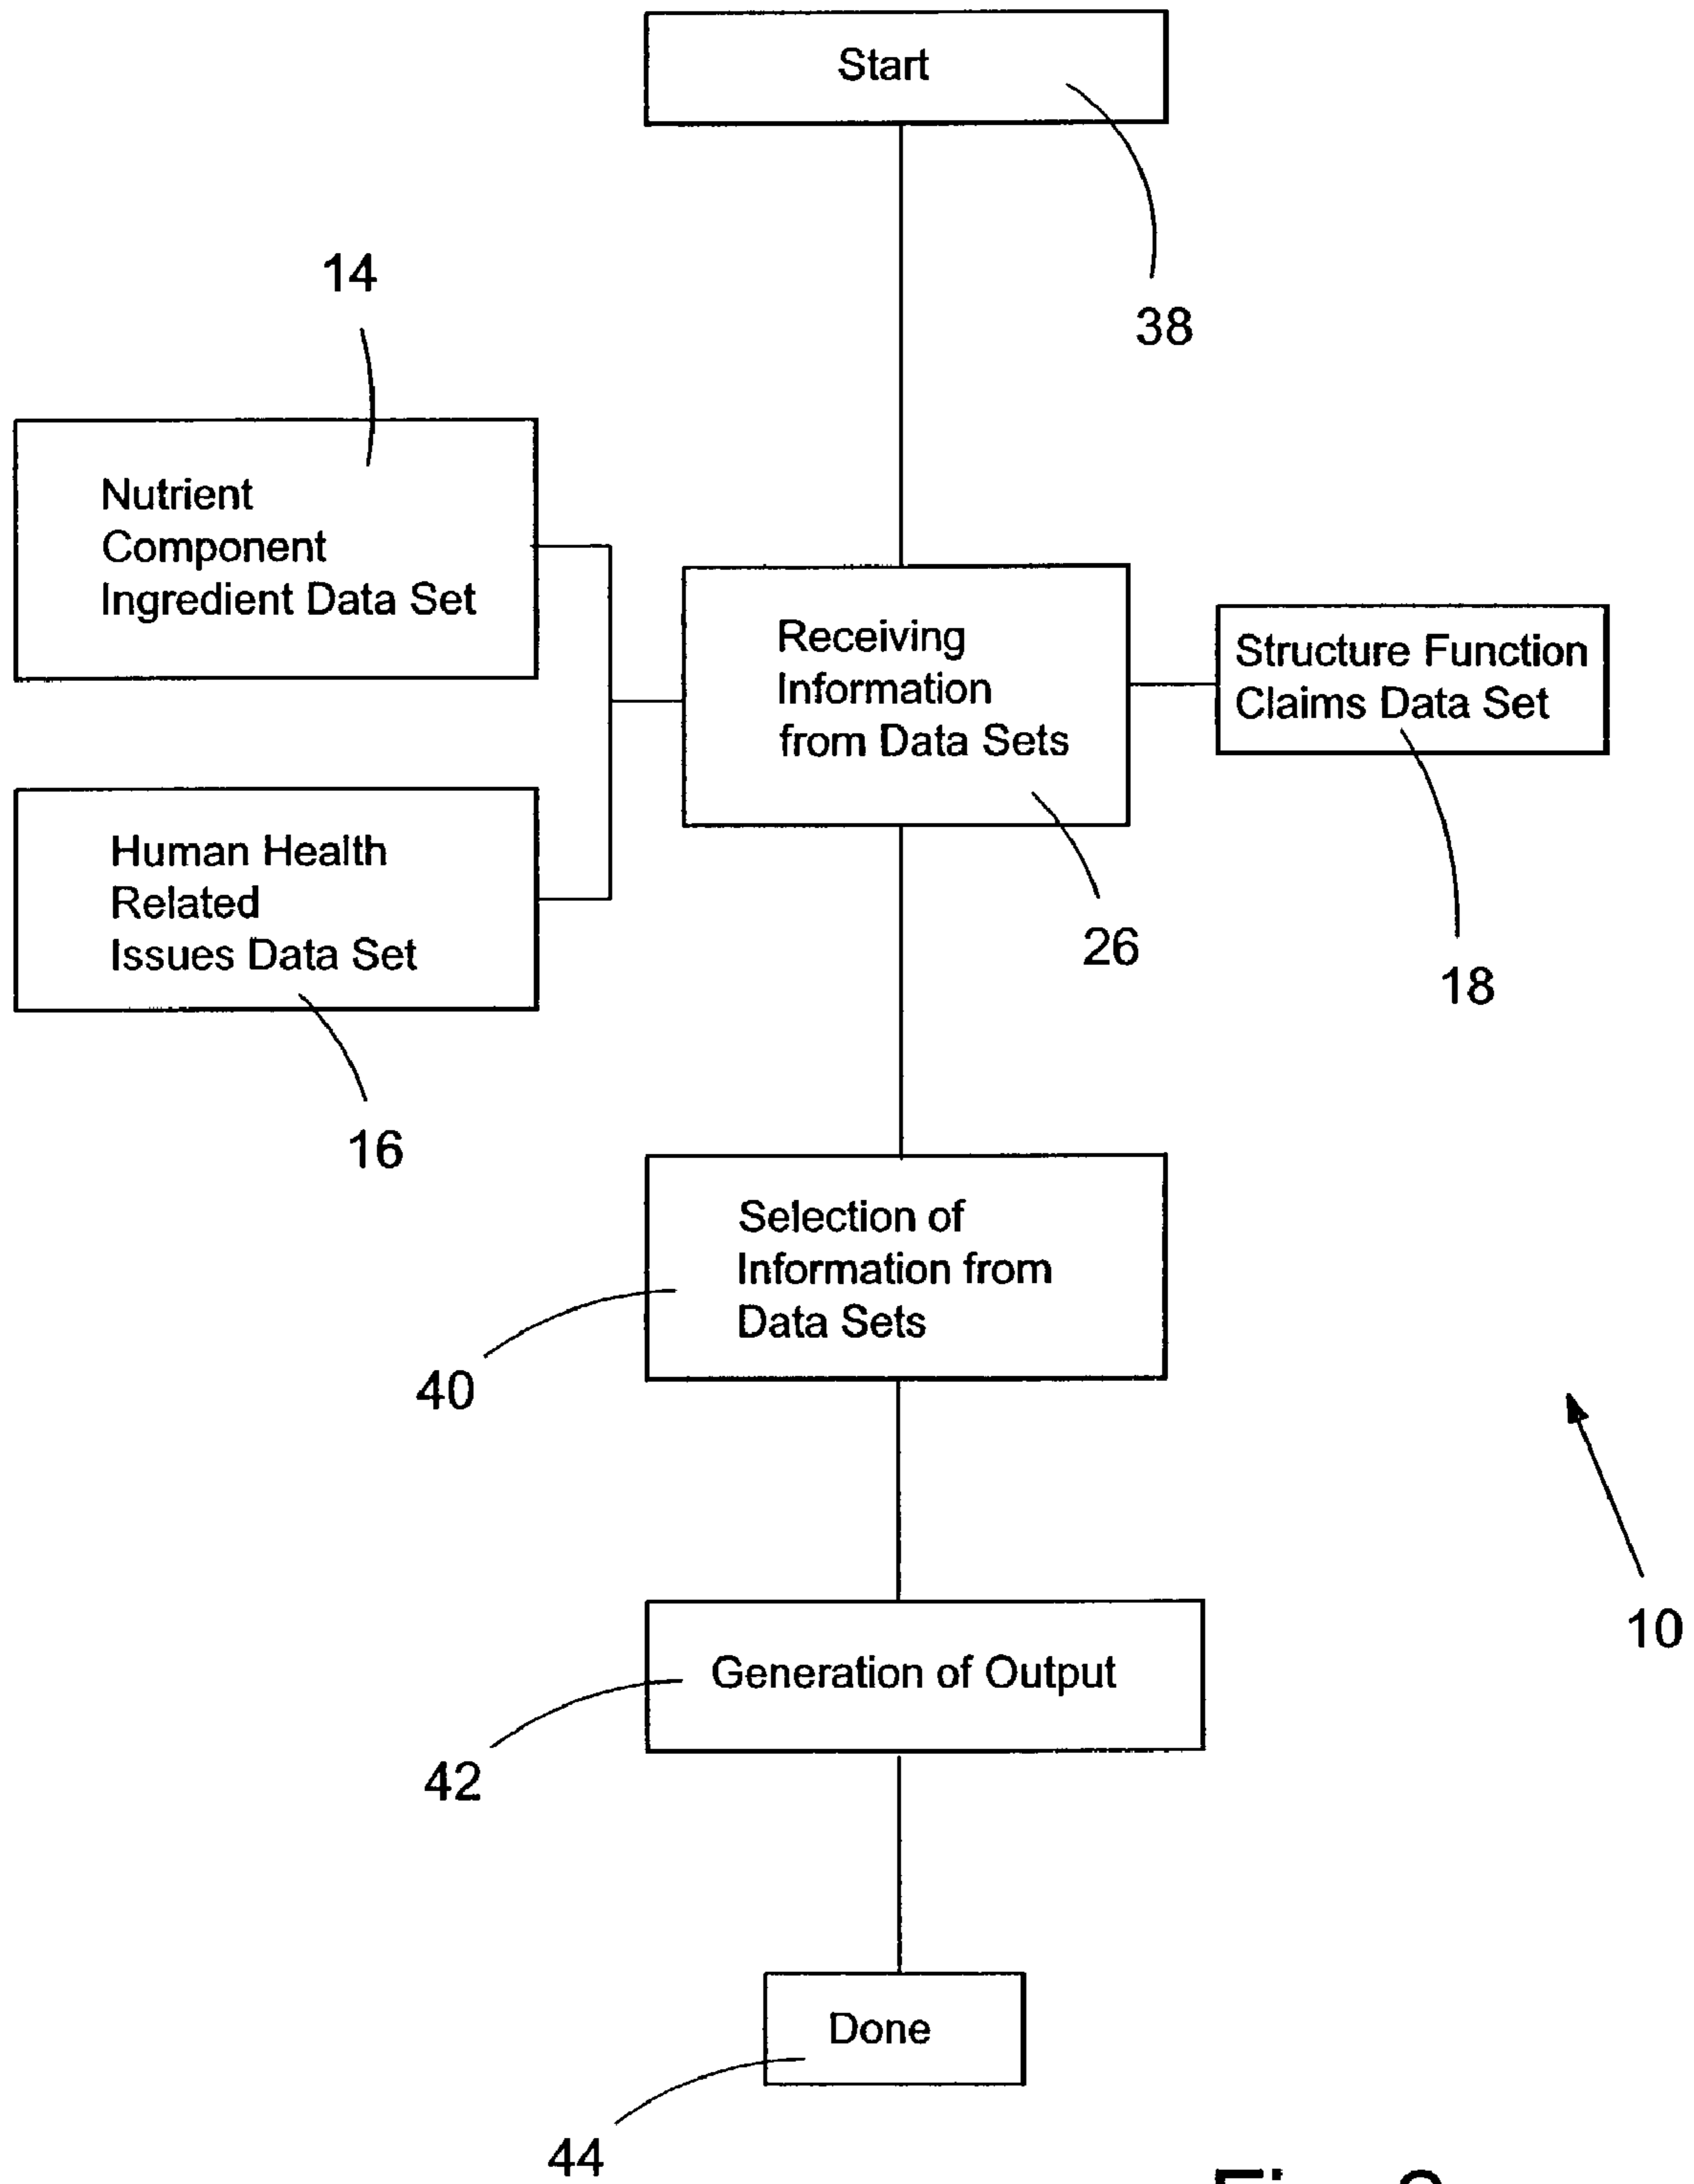 Start
38
14
Nutrient
Component
Ingredient Data Set
Receiving
Information
from Data Sets
26
Structure Function
Claims Data Set
18
Human Health
Related
Issues Data Set
16
Selection of
Information from
Data Sets
40
10
Generation of Output
42
Done
44